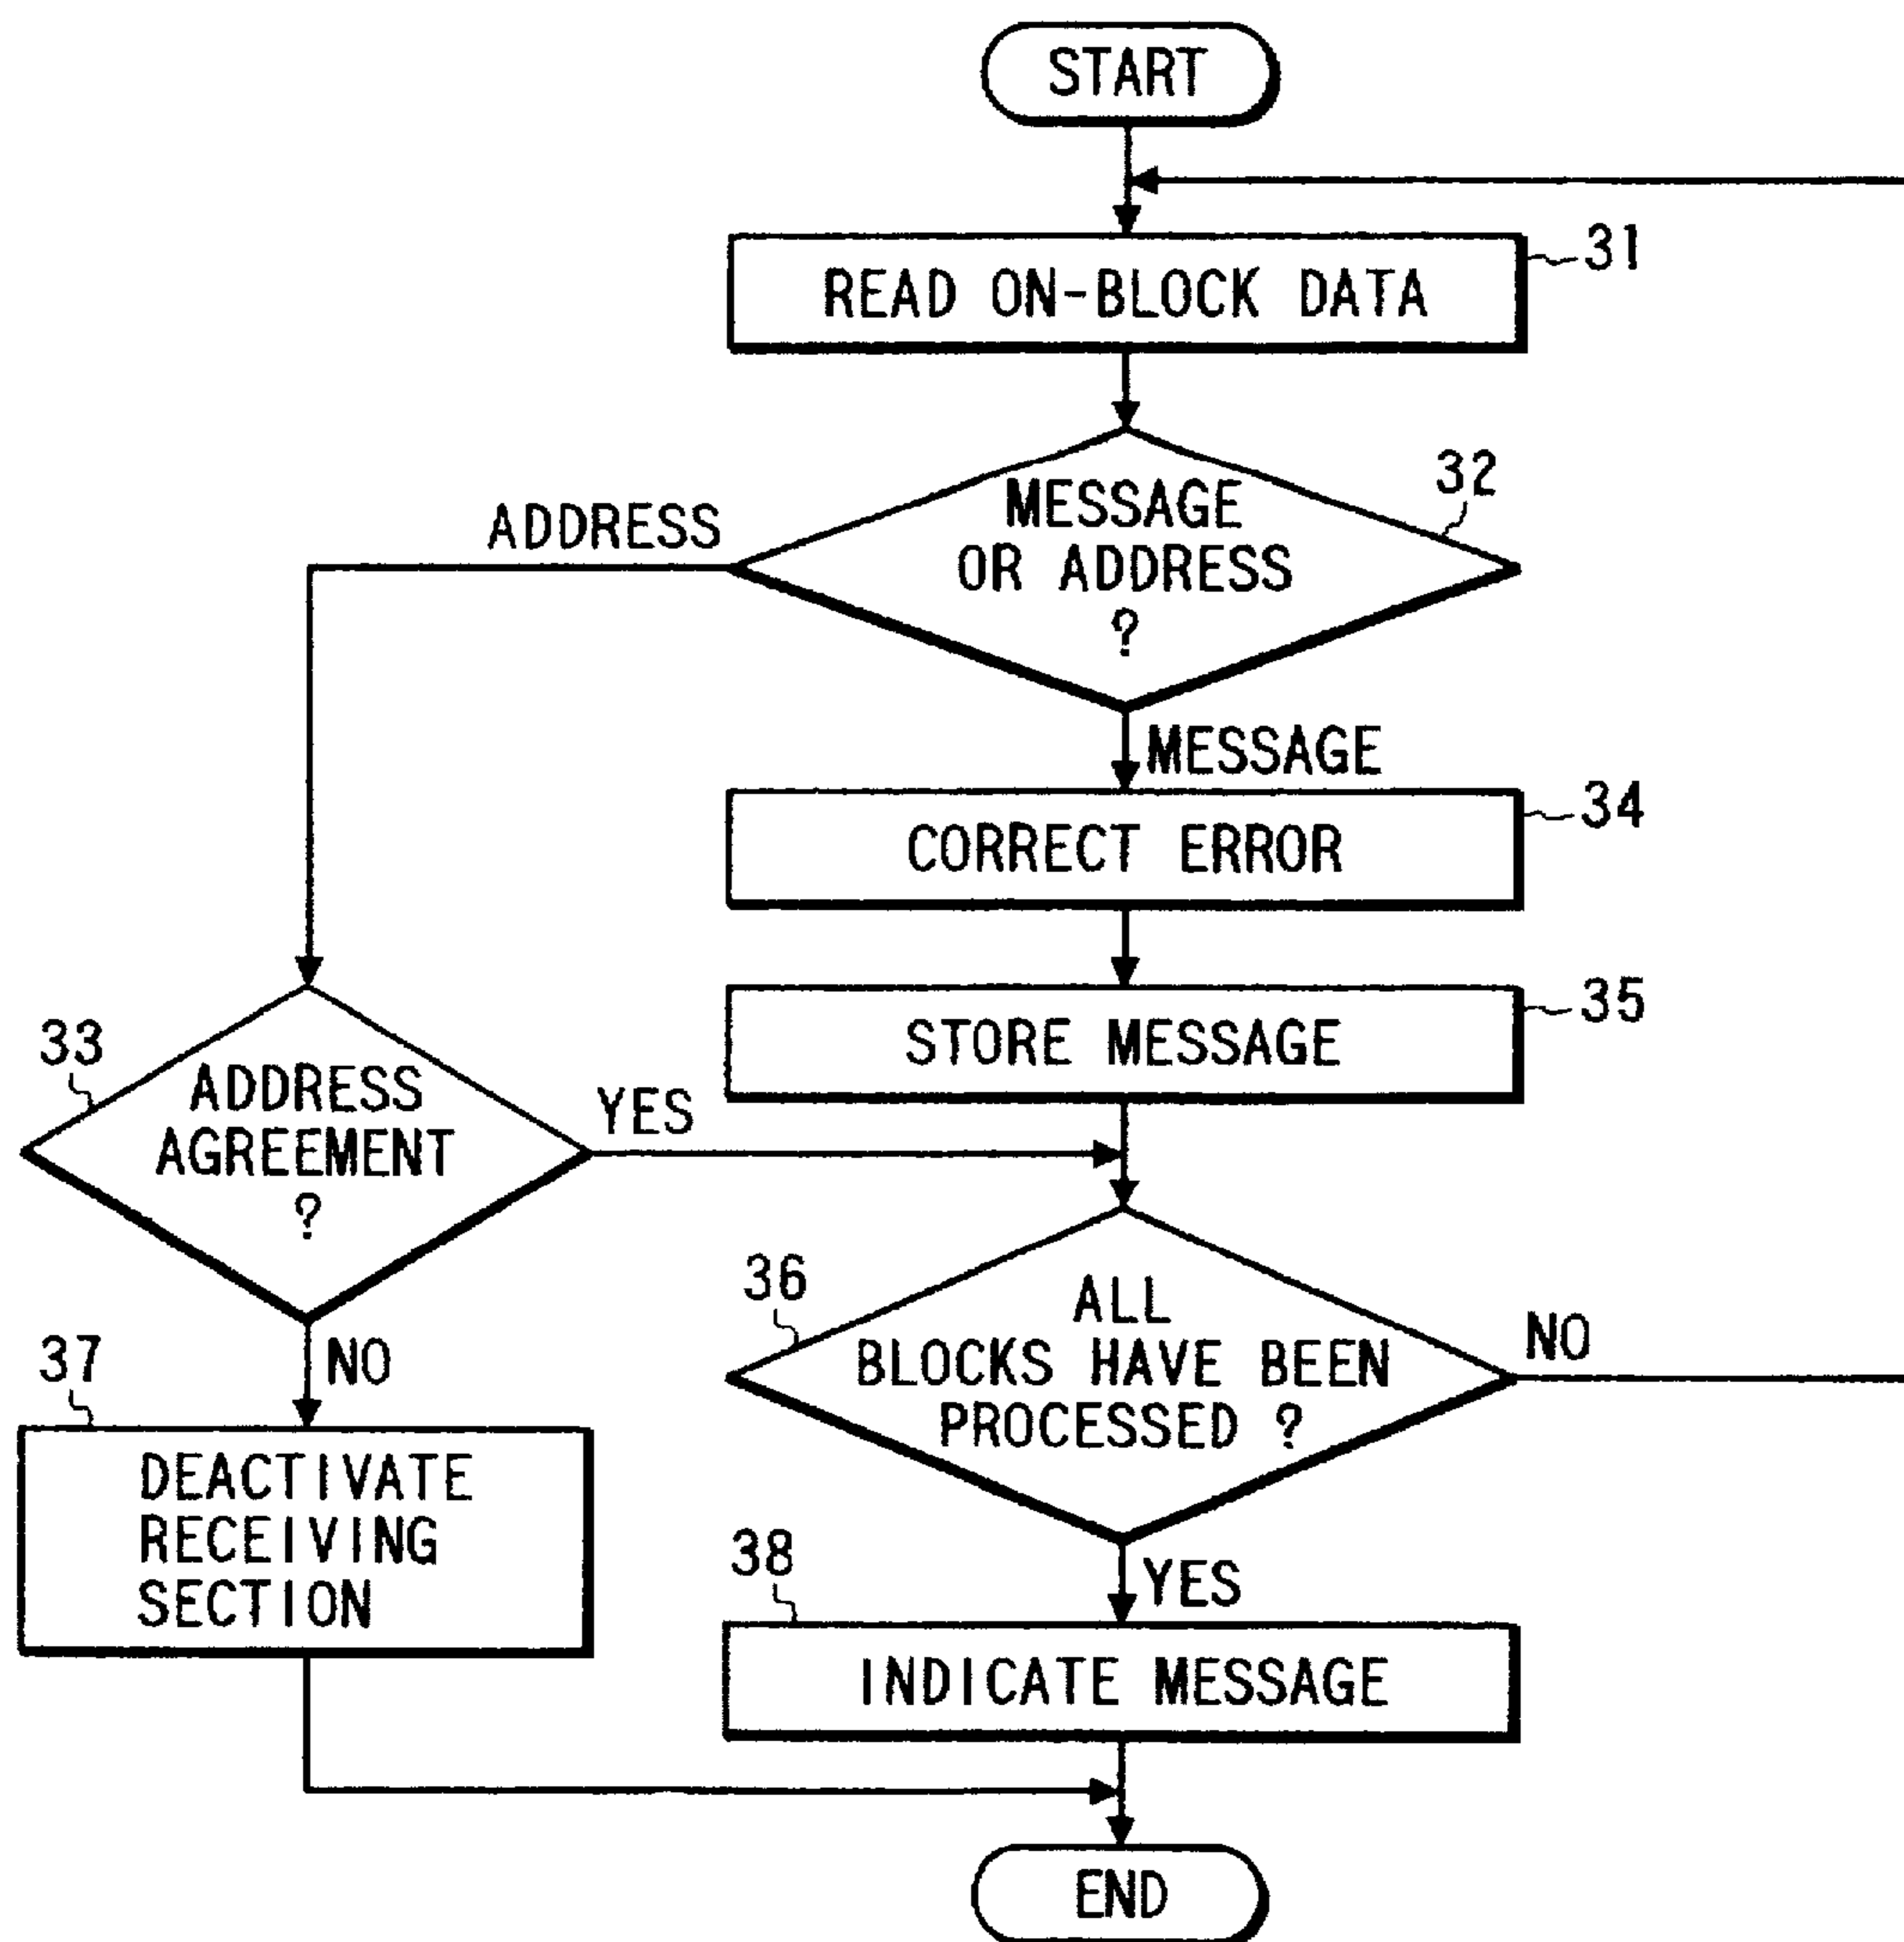 START
31
READ ON-BLOCK DATA
32
MESSAGE
OR ADDRESS
?
ADDRESS
MESSAGE
34
CORRECT ERROR
35
STORE MESSAGE
33
ADDRESS
AGREEMENT
?
YES
NO
36
ALL
BLOCKS HAVE BEEN
PROCESSED ?
NO
YES
37
DEACTIVATE
RECEIVING
SECTION
38
INDICATE MESSAGE
END